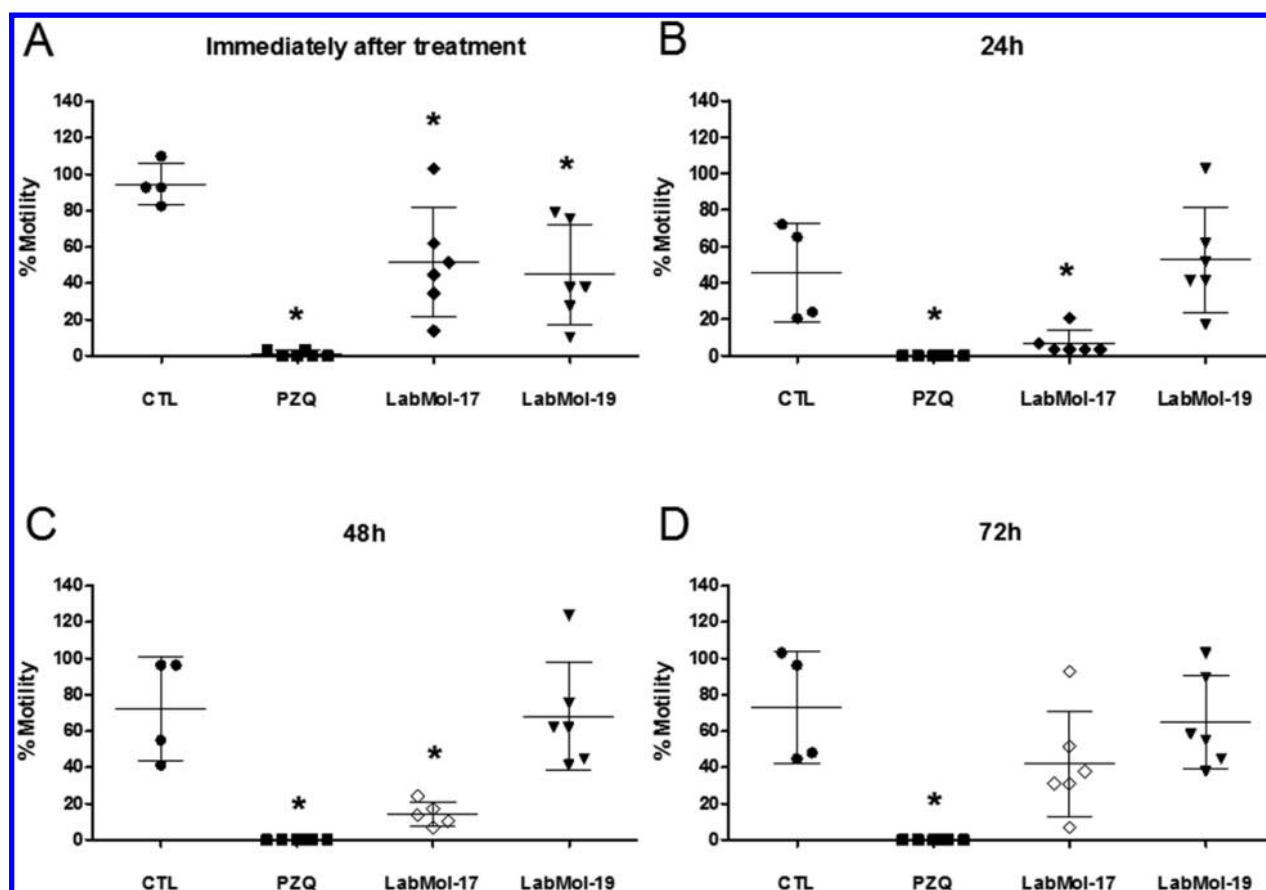 A
Immediately after treatment
% Motility
140
120
100
80
60
40
20
0
*
*
*
CTL PZQ LabMol-17 LabMol-19
B
24h
% Motility
140
120
100
80
60
40
20
0
*
*
CTL PZQ LabMol-17 LabMol-19
C
48h
% Motility
140
120
100
80
60
40
20
0
*
*
CTL PZQ LabMol-17 LabMol-19
D
72h
% Motility
140
120
100
80
60
40
20
0
*
CTL PZQ LabMol-17 LabMol-19